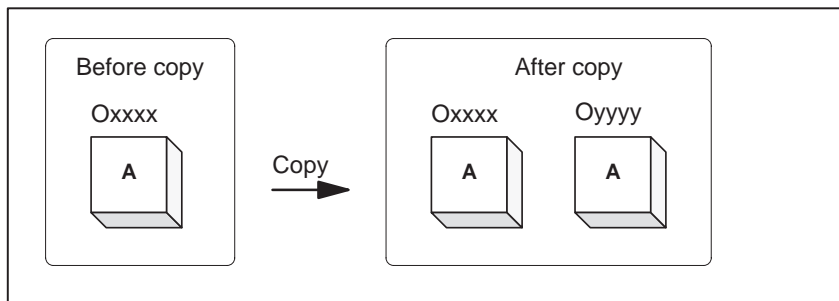 Before copy
Oxxxx
A
Copy
After copy
Oxxxx Oyyyy
A A